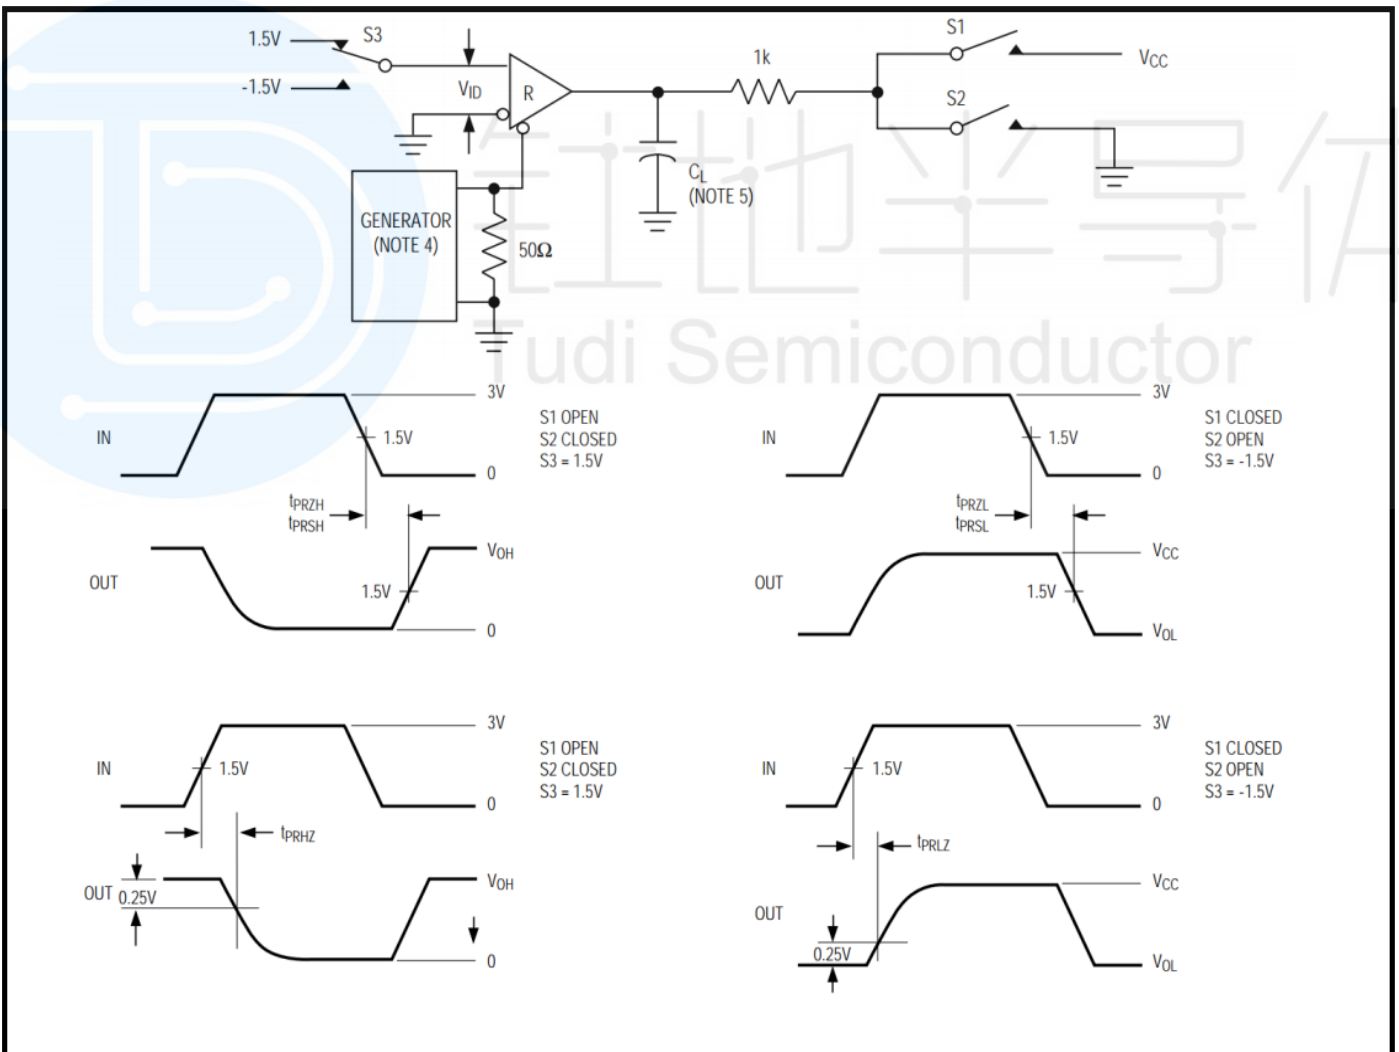 1.5V
S3
-1.5V
VID
R
1k
S1
VCC
S2
CL
(NOTE 5)
GENERATOR
(NOTE 4)
50Ω
钍地半导体
Tudi Semiconductor
IN
3V
1.5V
0
S1 OPEN
S2 CLOSED
S3 = 1.5V
tPRZH
tPRSH
OUT
VOH
1.5V
0
IN
3V
1.5V
0
S1 CLOSED
S2 OPEN
S3 = -1.5V
tPRZL
tPRSL
OUT
VCC
1.5V
VOL
IN
3V
1.5V
0
S1 OPEN
S2 CLOSED
S3 = 1.5V
tPRHZ
OUT
0.25V
VOH
0
IN
3V
1.5V
0
S1 CLOSED
S2 OPEN
S3 = -1.5V
tPRLZ
OUT
0.25V
VCC
VOL